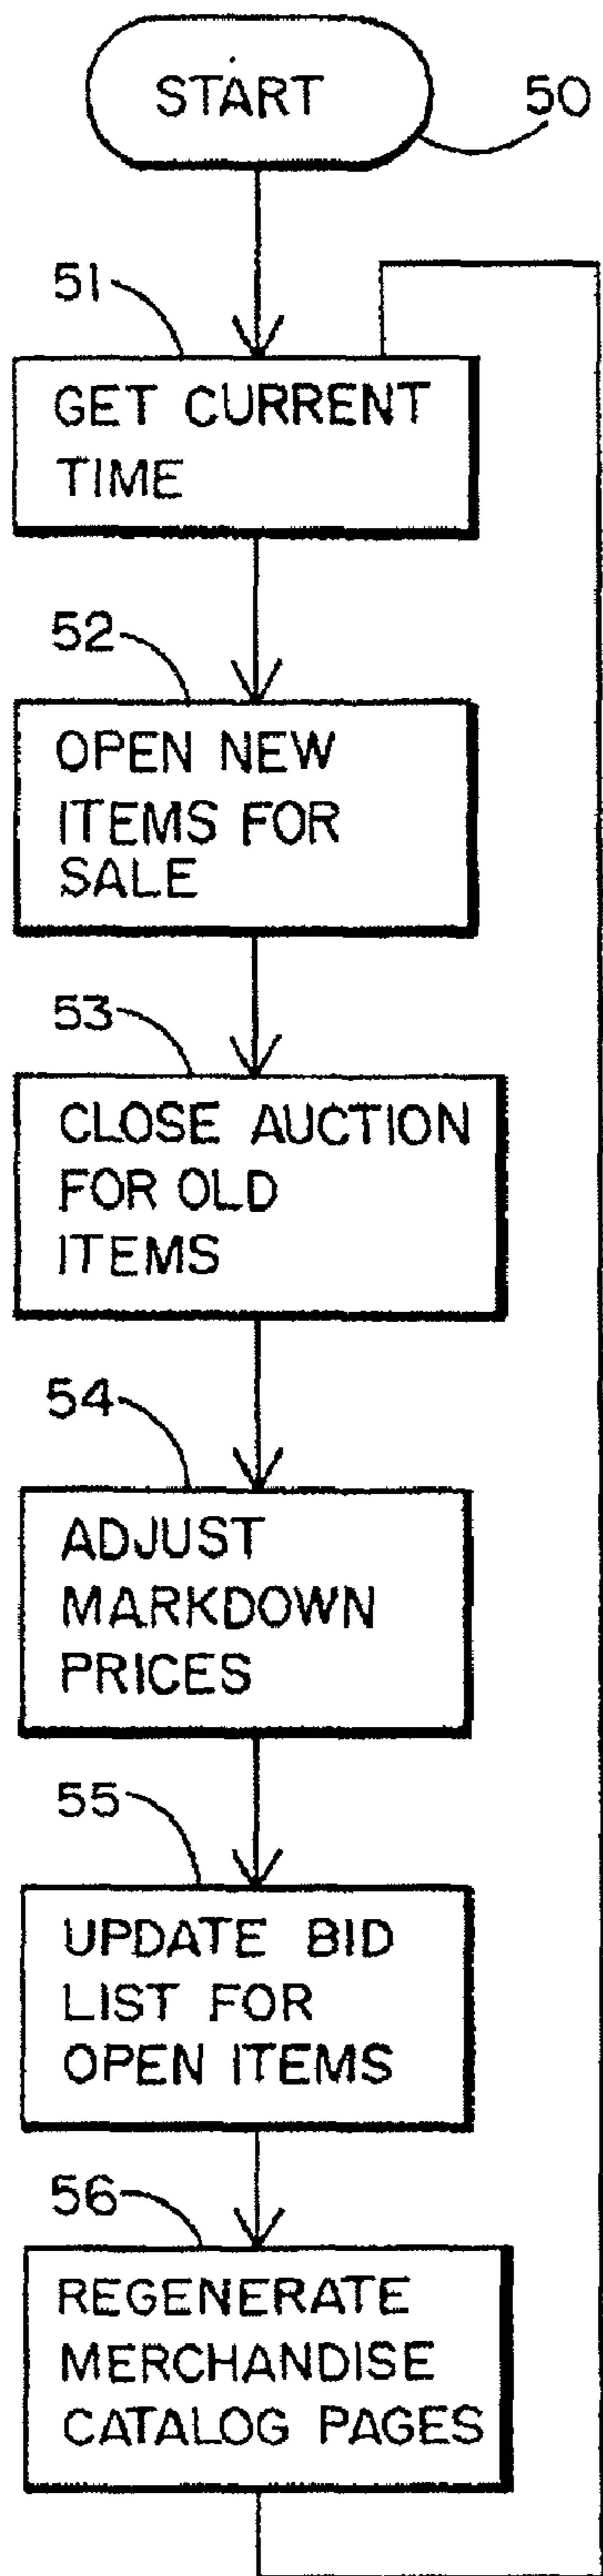 START
50
51
GET CURRENT
TIME
52
OPEN NEW
ITEMS FOR
SALE
53
CLOSE AUCTION
FOR OLD
ITEMS
54
ADJUST
MARKDOWN
PRICES
55
UPDATE BID
LIST FOR
OPEN ITEMS
56
REGENERATE
MERCHANDISE
CATALOG PAGES